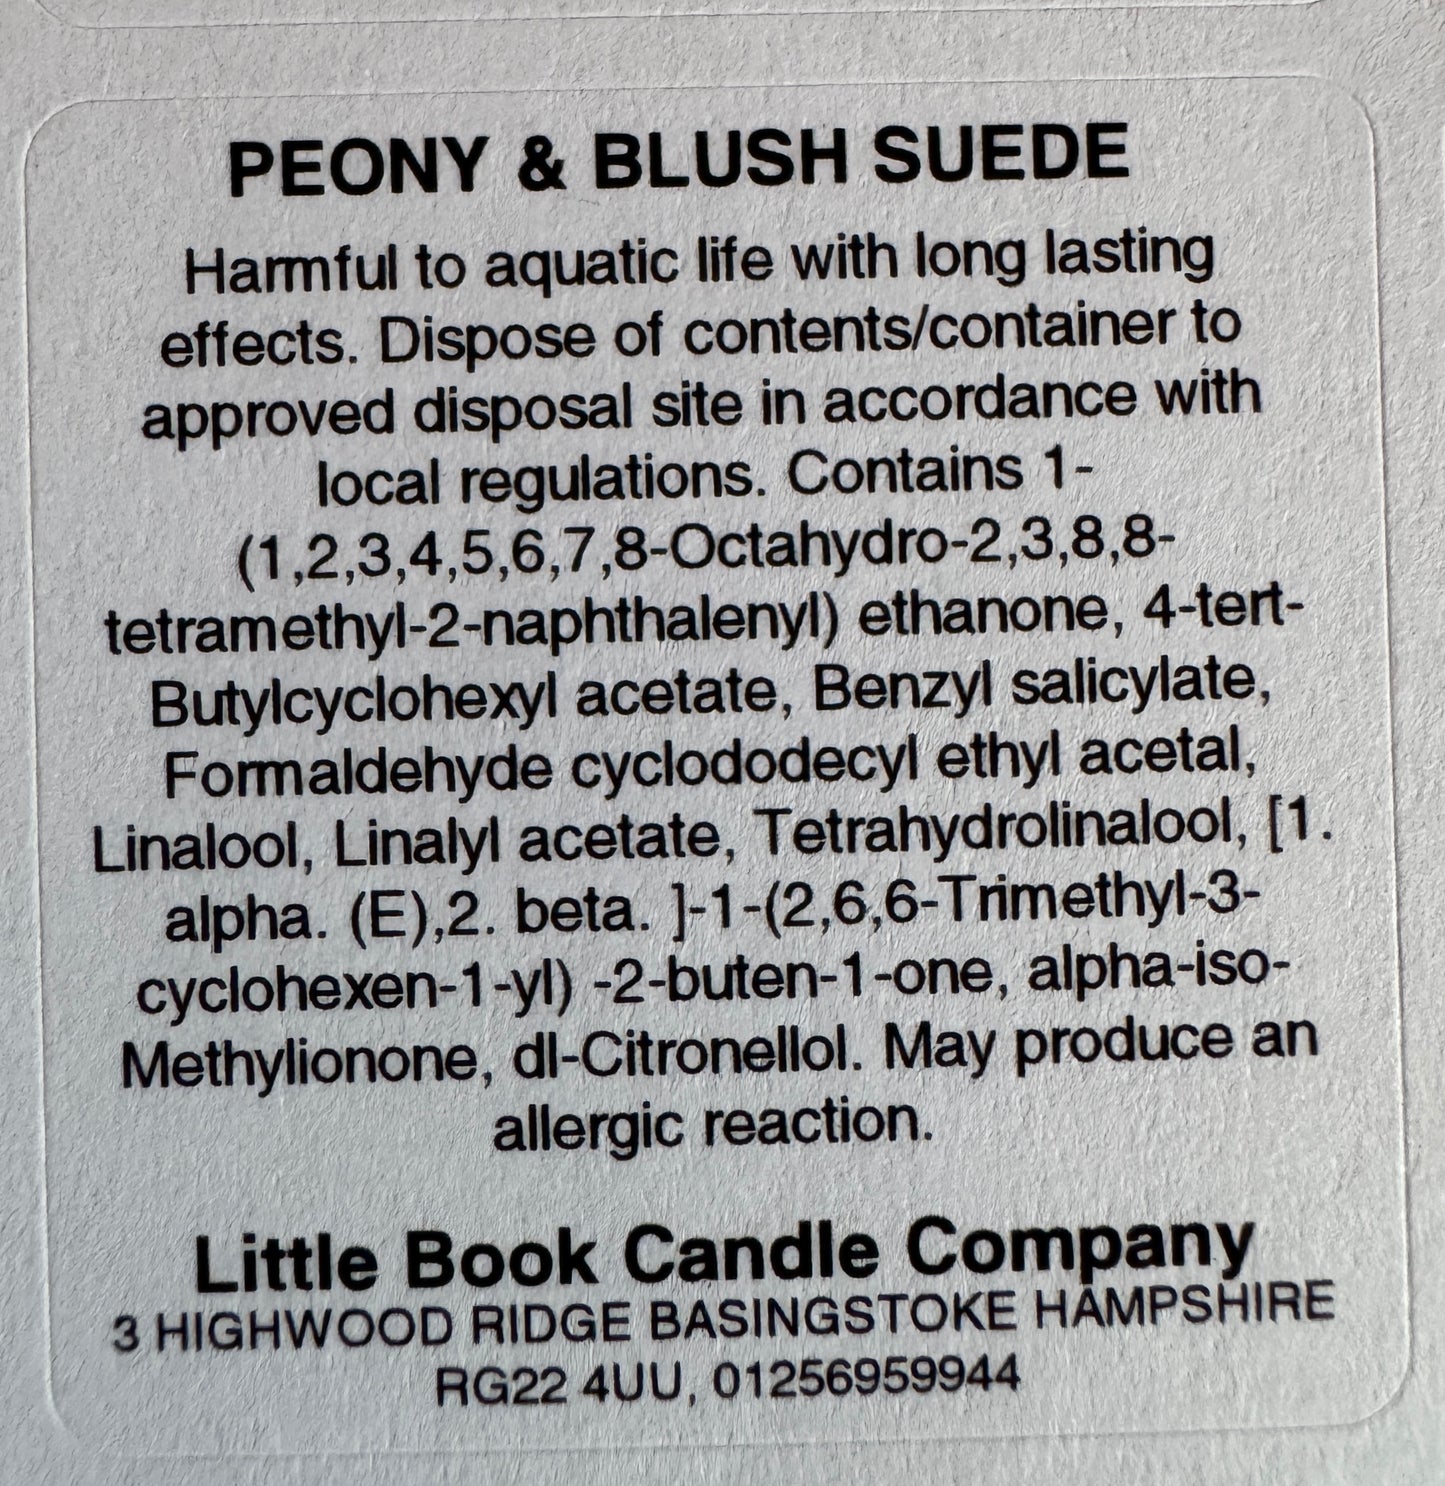 PEONY & BLUSH SUEDE
Harmful to aquatic life with long lasting
effects. Dispose of contents/container to
approved disposal site in accordance with
local regulations. Contains 1-
(1,2,3,4,5,6,7,8-Octahydro-2,3,8,8-
tetramethyl-2-naphthalenyl) ethanone, 4-tert-
Butylcyclohexyl acetate, Benzyl salicylate,
Formaldehyde cyclododecyl ethyl acetal,
Linalool, Linalyl acetate, Tetrahydrolinalool, [1.
alpha. (E),2. beta. ]-1-(2,6,6-Trimethyl-3-
cyclohexen-1-yl) -2-buten-1-one, alpha-iso-
Methylionone, dl-Citronellol. May produce an
allergic reaction.
Little Book Candle Company
3 HIGHWOOD RIDGE BASINGSTOKE HAMPSHIRE
RG22 4UU, 01256959944